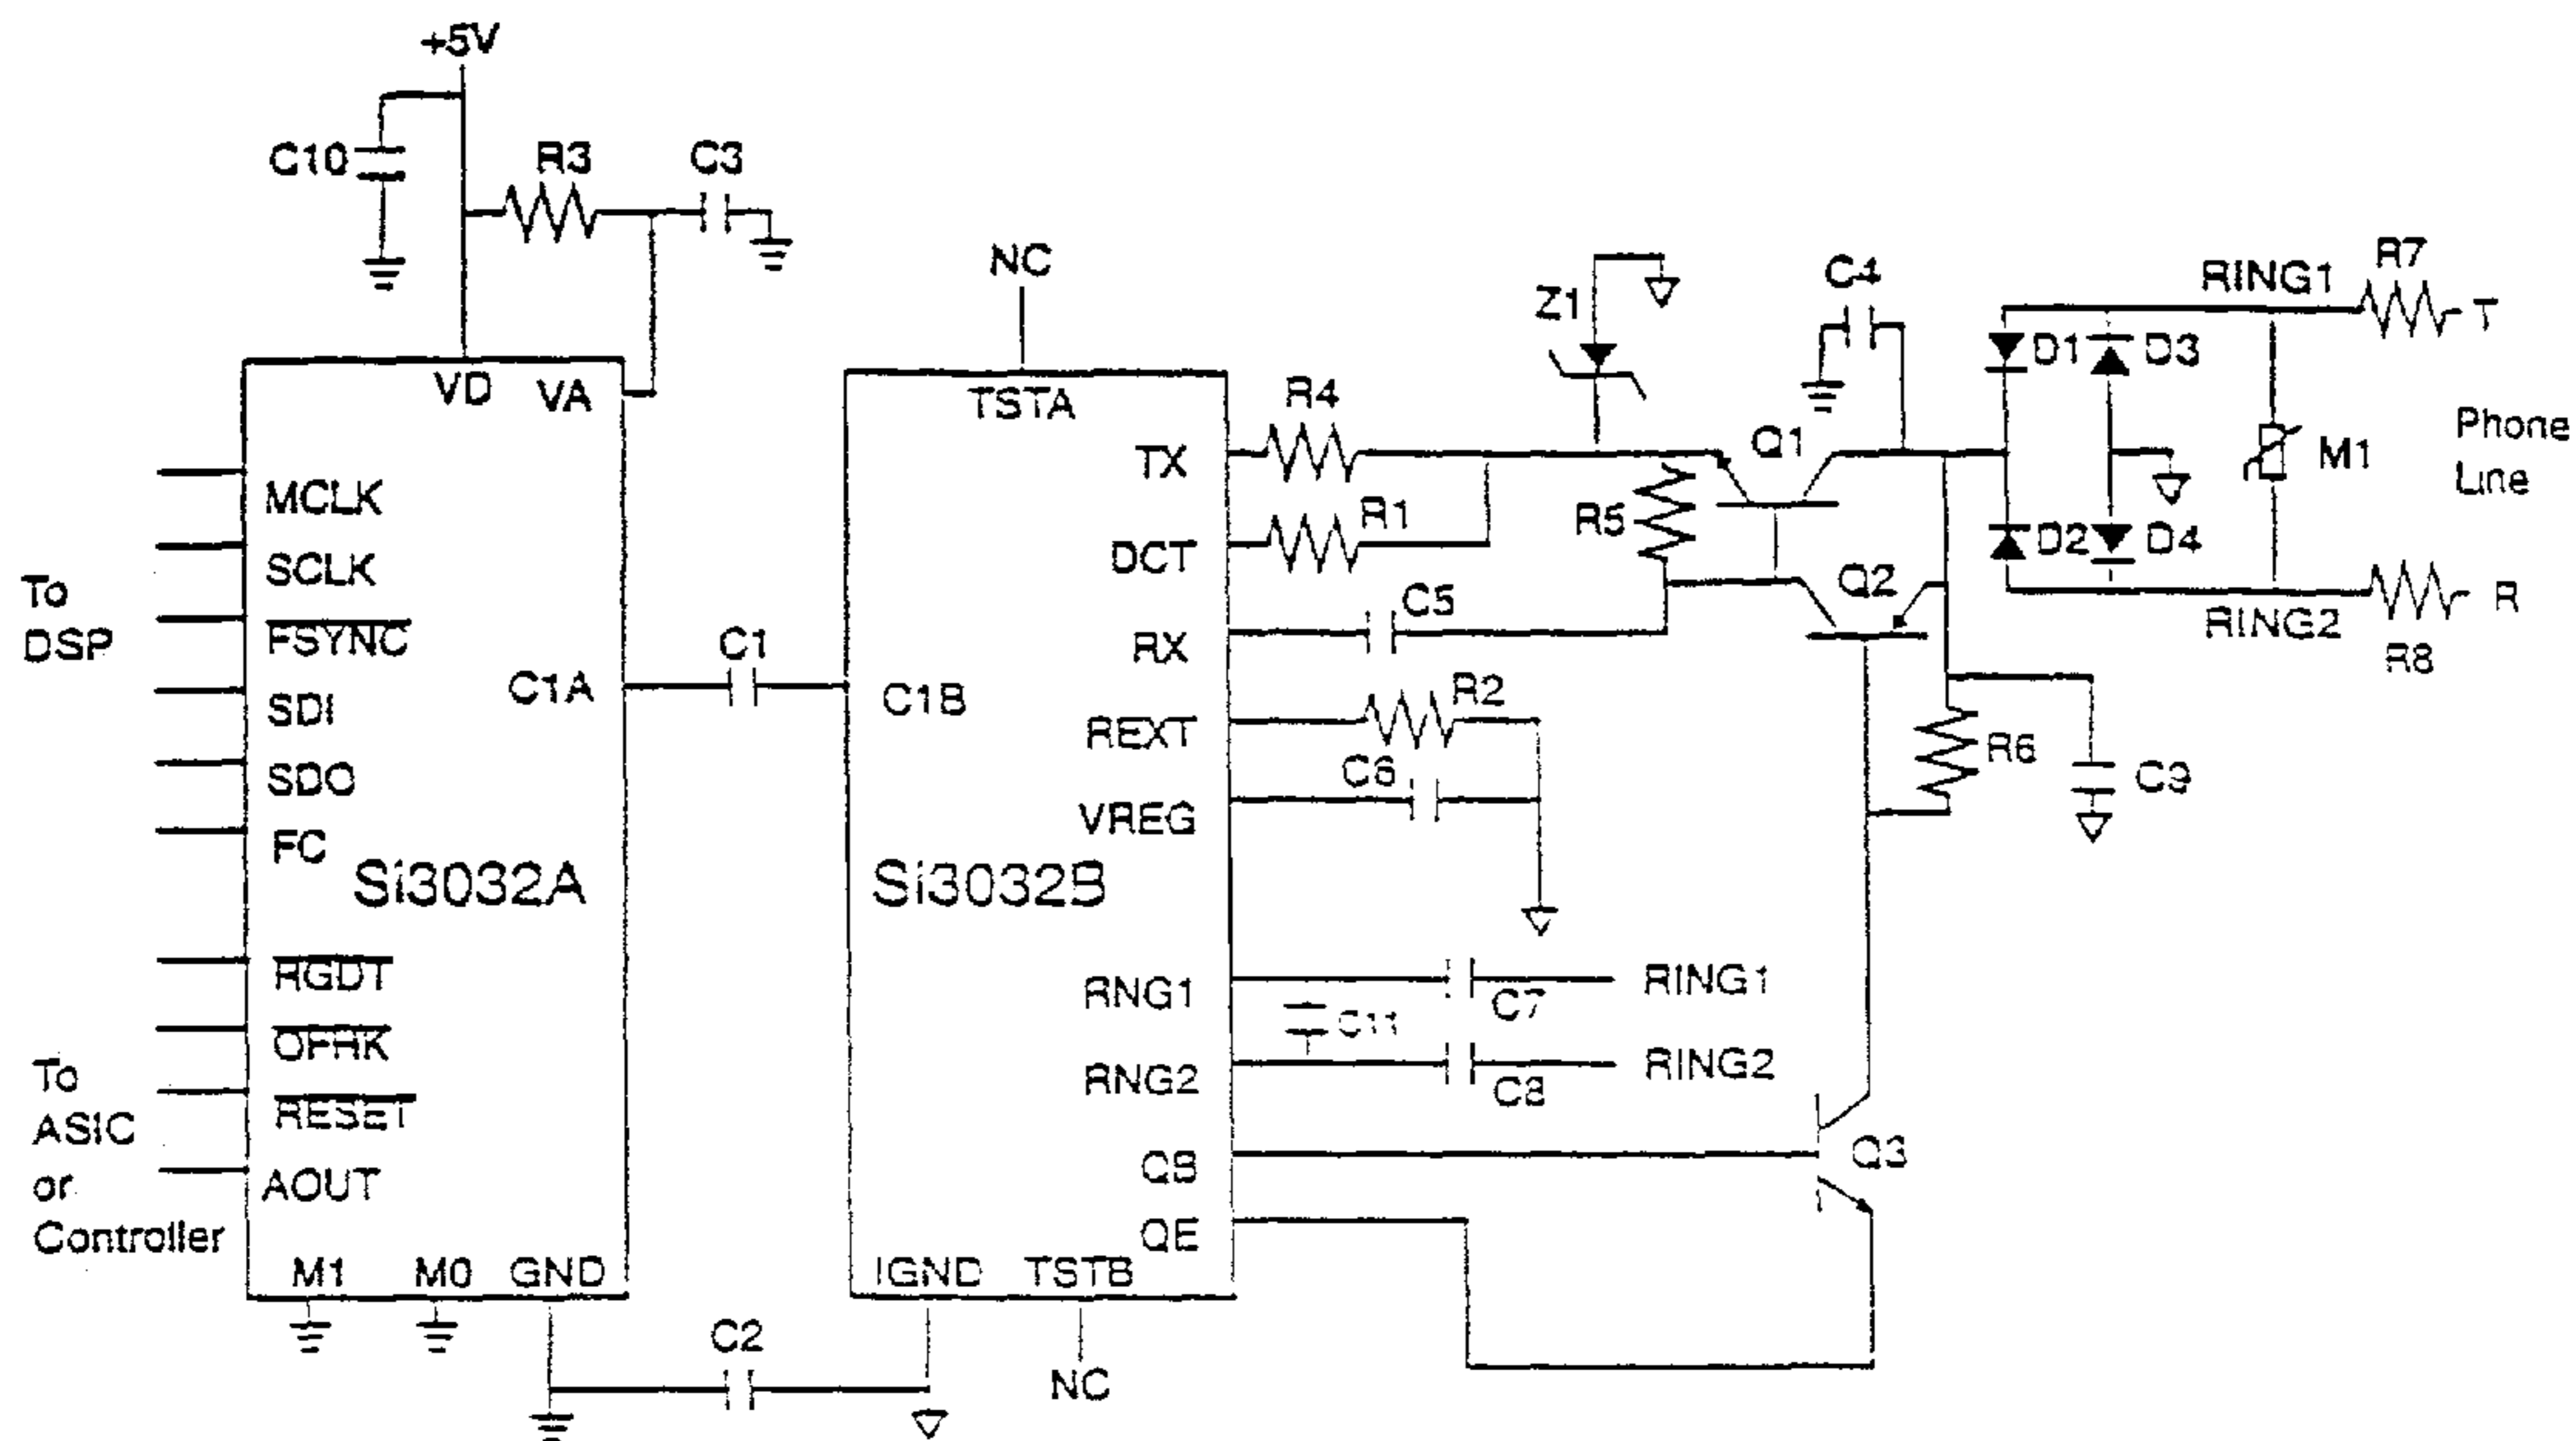 +5V
C10
R3
C3
NC
Z1
C4
RING1
R7
T
VD
VA
TSTA
R4
TX
Q1
D1
D3
M1
Phone
Line
MCLK
SCLK
FSYNC
SDI
SDO
FC
To
DSP
C1A
C1
C1B
DCT
R1
R5
RX
C5
Q2
D2
D4
RING2
R
R8
REXT
R2
C6
VREG
R6
C9
Si3032A
Si3032B
RGDT
OFHK
RESET
AOUT
To
ASIC
or
Controller
RNG1
C7
RING1
C11
RNG2
C8
RING2
QB
Q3
QE
M1
M0
GND
IGND
TSTB
C2
NC